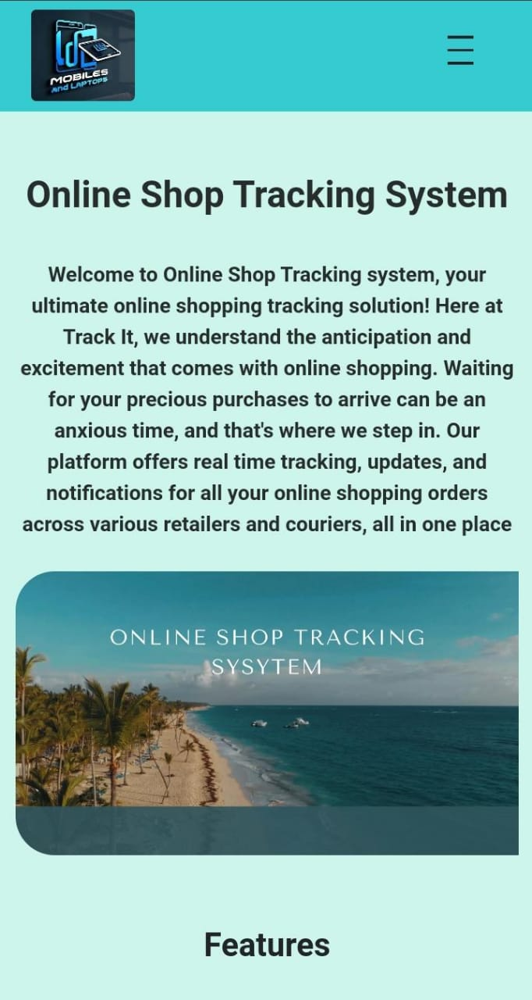 MOBILES
and LAPTOPS
Online Shop Tracking System
Welcome to Online Shop Tracking system, your
ultimate online shopping tracking solution! Here at
Track It, we understand the anticipation and
excitement that comes with online shopping. Waiting
for your precious purchases to arrive can be an
anxious time, and that's where we step in. Our
platform offers real time tracking, updates, and
notifications for all your online shopping orders
across various retailers and couriers, all in one place
ONLINE SHOP TRACKING
SYSYTEM
Features